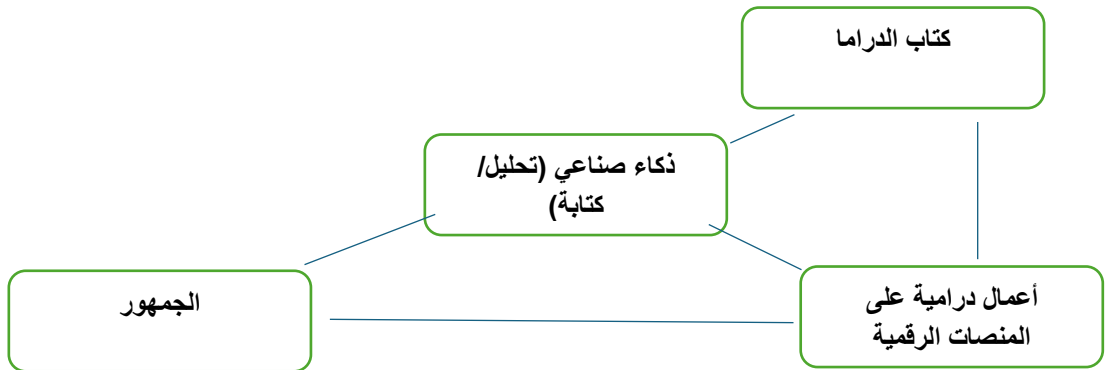 كتاب الدراما
ذكاء صناعي (تحليل/
كتابة)
أعمال درامية على
المنصات الرقمية
الجمهور